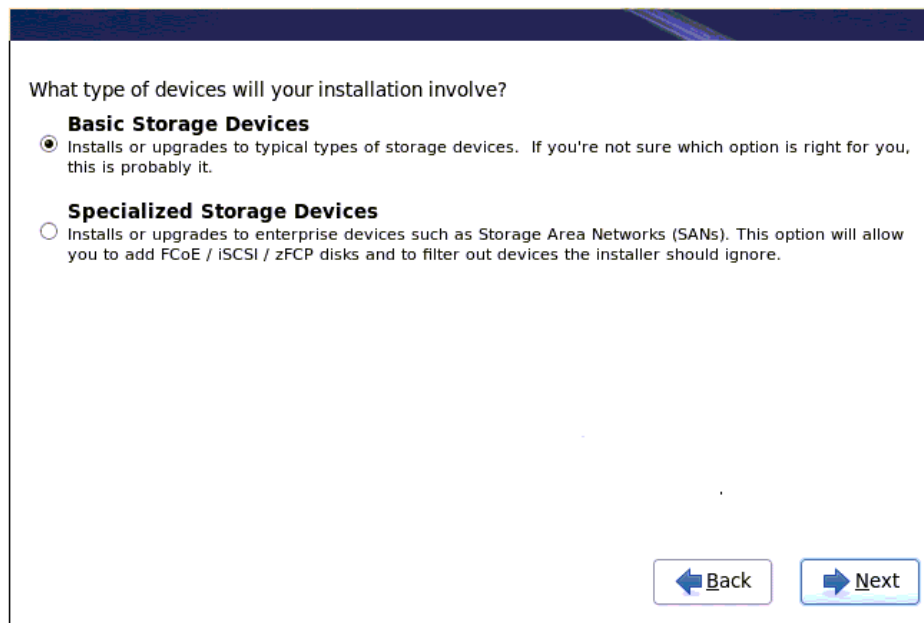 What type of devices will your installation involve?
Basic Storage Devices
Installs or upgrades to typical types of storage devices.  If you're not sure which option is right for you,
this is probably it.
Specialized Storage Devices
Installs or upgrades to enterprise devices such as Storage Area Networks (SANs). This option will allow
you to add FCoE / iSCSI / zFCP disks and to filter out devices the installer should ignore.
Back
Next